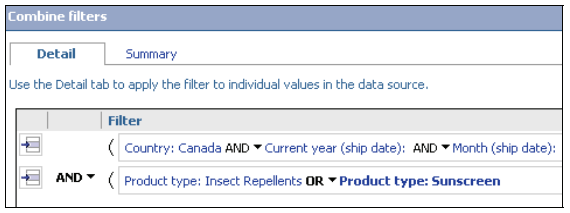 Combine filters
Detail Summary
Use the Detail tab to apply the filter to individual values in the data source.
Filter
( Country: Canada AND Current year (ship date): AND Month (ship date):
AND ( Product type: Insect Repellents OR Product type: Sunscreen